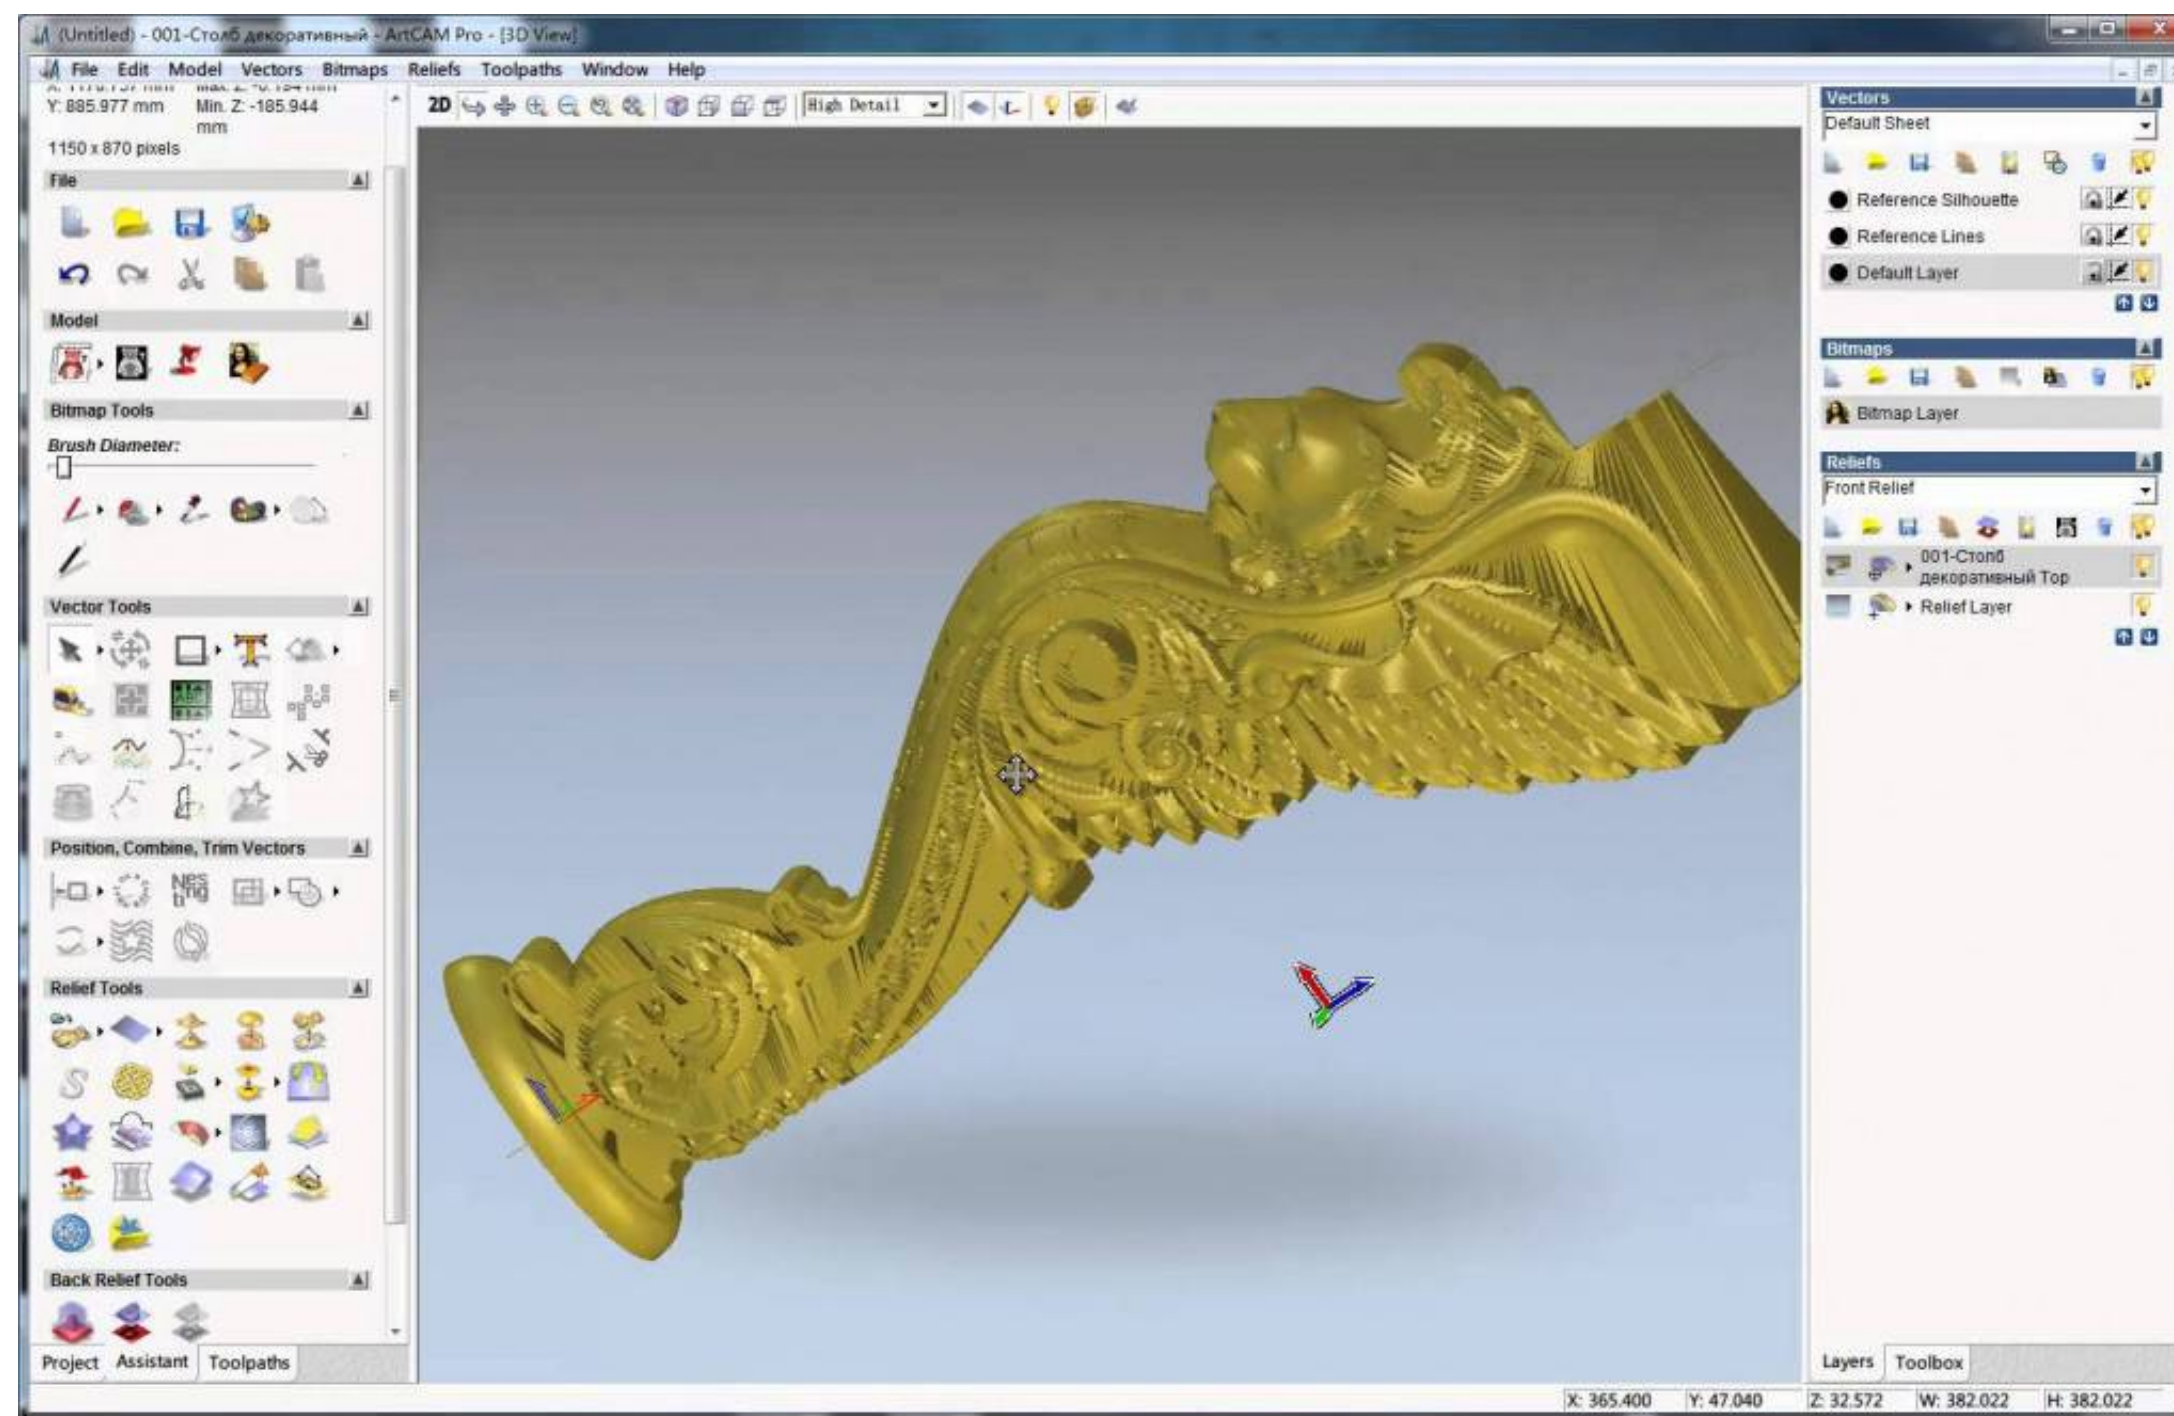 (Untitled) - 001-Столб декоративный - ArtCAM Pro - [3D View]
File Edit Model Vectors Bitmaps Reliefs Toolpaths Window Help
Y: 885.977 mm Min. Z: -185.944
mm
1150 x 870 pixels
File
Model
Bitmap Tools
Brush Diameter:
Vector Tools
Position, Combine, Trim Vectors
Relief Tools
Back Relief Tools
Project Assistant Toolpaths
2D High Detail
Vectors
Default Sheet
Reference Silhouette
Reference Lines
Default Layer
Bitmaps
Bitmap Layer
Reliefs
Front Relief
001-Столб
декоративный Top
Relief Layer
Layers Toolbox
X: 365.400 Y: 47.040 Z: 32.572 W: 382.022 H: 382.022